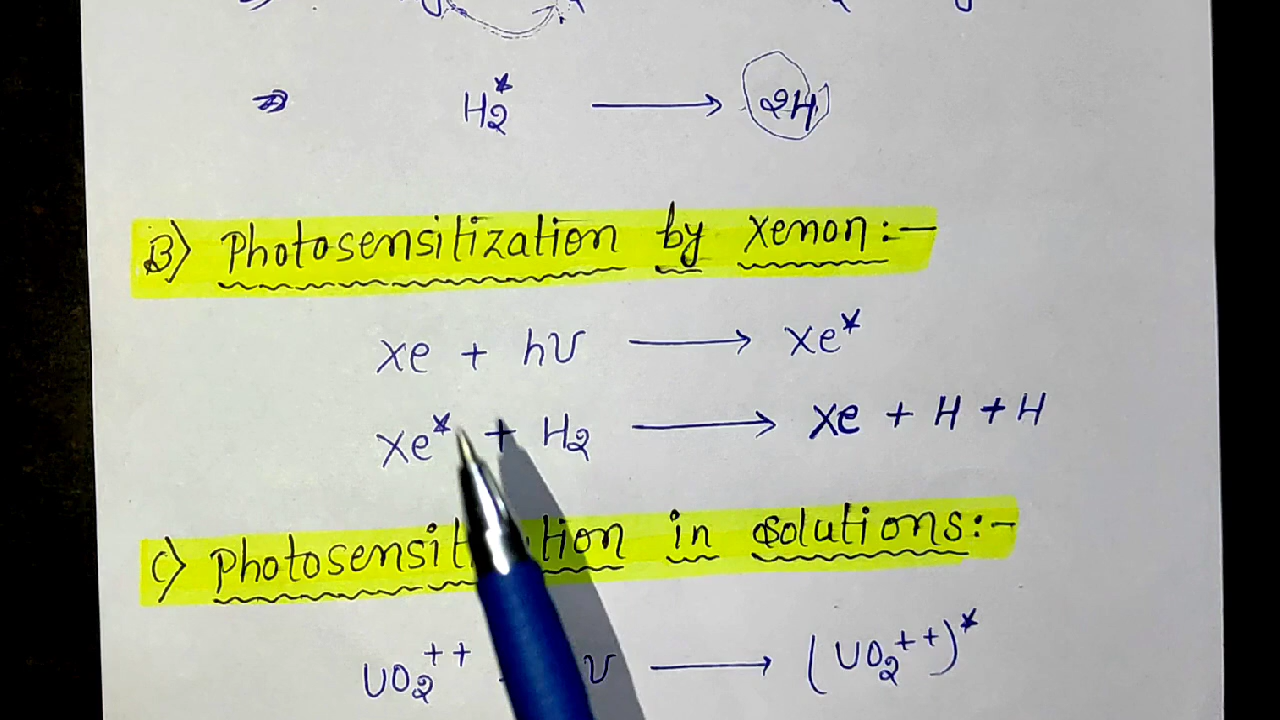 ⇒ H₂* ⟶ 2H
B) Photosensitization by Xenon:-
Xe + hν ⟶ Xe*
Xe* + H₂ ⟶ Xe + H + H
C) Photosensit tion in solutions:-
UO₂⁺⁺ ν ⟶ (UO₂⁺⁺)*